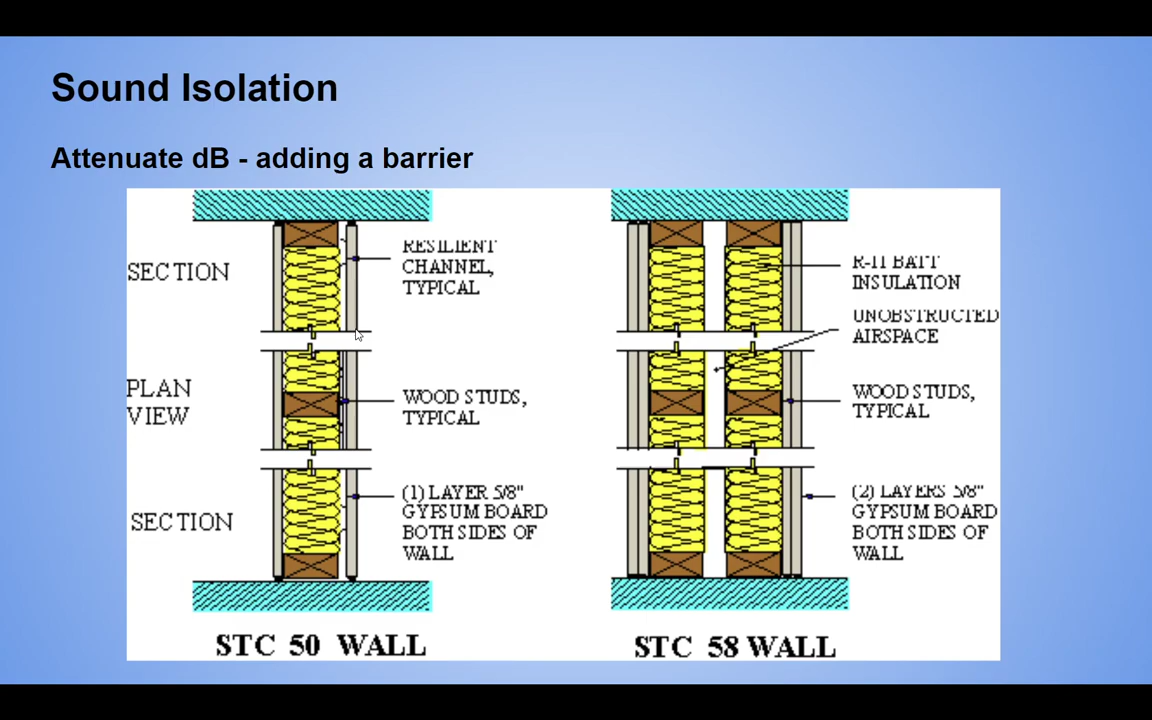 Sound Isolation
Attenuate dB - adding a barrier
SECTION
PLAN
VIEW
SECTION
RESILIENT
CHANNEL,
TYPICAL
WOOD STUDS,
TYPICAL
(1) LAYER 5/8"
GYPSUM BOARD
BOTH SIDES OF
WALL
STC 50 WALL
R-11 BATT
INSULATION
UNOBSTRUCTED
AIRSPACE
WOOD STUDS,
TYPICAL
(2) LAYERS 5/8"
GYPSUM BOARD
BOTH SIDES OF
WALL
STC 58 WALL